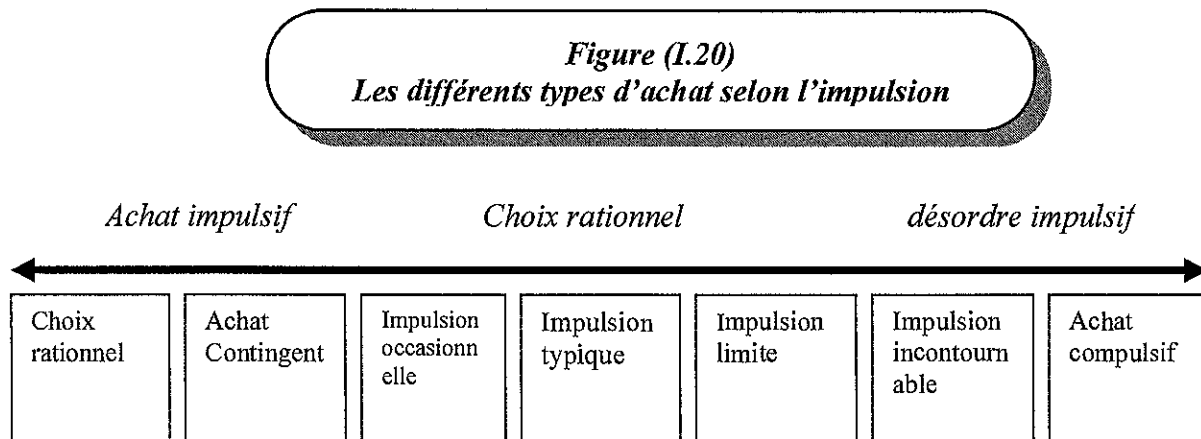 Figure (I.20)
Les différents types d'achat selon l'impulsion
Achat impulsif Choix rationnel désordre impulsif
Choix
rationnel
Achat
Contingent
Impulsion
occasionn
elle
Impulsion
typique
Impulsion
limite
Impulsion
incontourn
able
Achat
compulsif